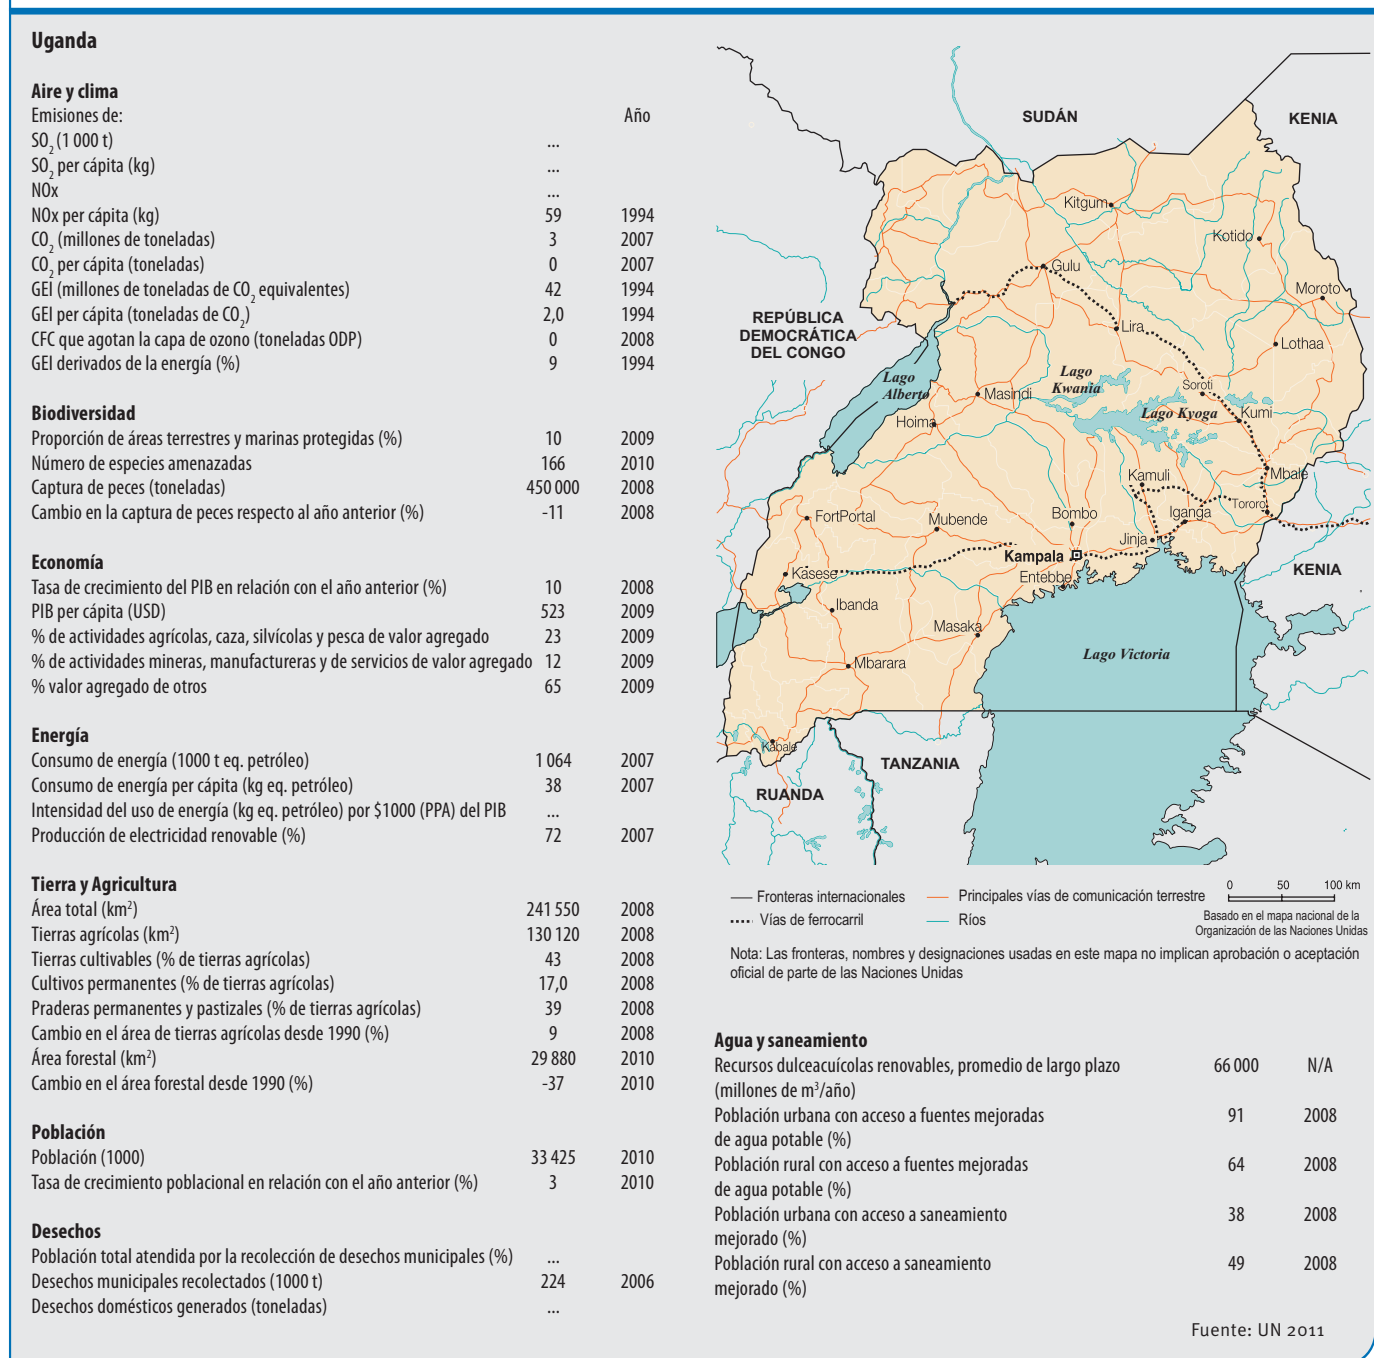 Uganda
Aire y clima
Emisiones de: Año
SO2 (1 000 t) ...
SO2 per cápita (kg) ...
NOx ...
NOx per cápita (kg) 59 1994
CO2 (millones de toneladas) 3 2007
CO2 per cápita (toneladas) 0 2007
GEI (millones de toneladas de CO2 equivalentes) 42 1994
GEI per cápita (toneladas de CO2) 2,0 1994
CFC que agotan la capa de ozono (toneladas ODP) 0 2008
GEI derivados de la energía (%) 9 1994
Biodiversidad
Proporción de áreas terrestres y marinas protegidas (%) 10 2009
Número de especies amenazadas 166 2010
Captura de peces (toneladas) 450 000 2008
Cambio en la captura de peces respecto al año anterior (%) -11 2008
Economía
Tasa de crecimiento del PIB en relación con el año anterior (%) 10 2008
PIB per cápita (USD) 523 2009
% de actividades agrícolas, caza, silvícolas y pesca de valor agregado 23 2009
% de actividades mineras, manufactureras y de servicios de valor agregado 12 2009
% valor agregado de otros 65 2009
Energía
Consumo de energía (1000 t eq. petróleo) 1 064 2007
Consumo de energía per cápita (kg eq. petróleo) 38 2007
Intensidad del uso de energía (kg eq. petróleo) por $1000 (PPA) del PIB ...
Producción de electricidad renovable (%) 72 2007
Tierra y Agricultura
Área total (km²) 241 550 2008
Tierras agrícolas (km²) 130 120 2008
Tierras cultivables (% de tierras agrícolas) 43 2008
Cultivos permanentes (% de tierras agrícolas) 17,0 2008
Praderas permanentes y pastizales (% de tierras agrícolas) 39 2008
Cambio en el área de tierras agrícolas desde 1990 (%) 9 2008
Área forestal (km²) 29 880 2010
Cambio en el área forestal desde 1990 (%) -37 2010
Población
Población (1000) 33 425 2010
Tasa de crecimiento poblacional en relación con el año anterior (%) 3 2010
Desechos
Población total atendida por la recolección de desechos municipales (%) ...
Desechos municipales recolectados (1000 t) 224 2006
Desechos domésticos generados (toneladas) ...
SUDÁN
KENIA
Kitgum
Kotido
Gulu
Moroto
REPÚBLICA
DEMOCRÁTICA
DEL CONGO
Lira
Lothaa
Lago
Alberto
Lago
Kwania
Masindi
Soroti
Lago Kyoga
Kumi
Hoima
Mbale
Kamuli
FortPortal
Mubende
Bombo
Iganga
Tororo
Jinja
Kampala
Kasese
Entebbe
KENIA
Ibanda
Masaka
Lago Victoria
Mbarara
Kabale
TANZANIA
RUANDA
Fronteras internacionales
Principales vías de comunicación terrestre
Vías de ferrocarril
Ríos
0 50 100 km
Basado en el mapa nacional de la
Organización de las Naciones Unidas
Nota: Las fronteras, nombres y designaciones usadas en este mapa no implican aprobación o aceptación
oficial de parte de las Naciones Unidas
Agua y saneamiento
Recursos dulceacuícolas renovables, promedio de largo plazo 66 000 N/A
(millones de m³/año)
Población urbana con acceso a fuentes mejoradas 91 2008
de agua potable (%)
Población rural con acceso a fuentes mejoradas 64 2008
de agua potable (%)
Población urbana con acceso a saneamiento 38 2008
mejorado (%)
Población rural con acceso a saneamiento 49 2008
mejorado (%)
Fuente: UN 2011